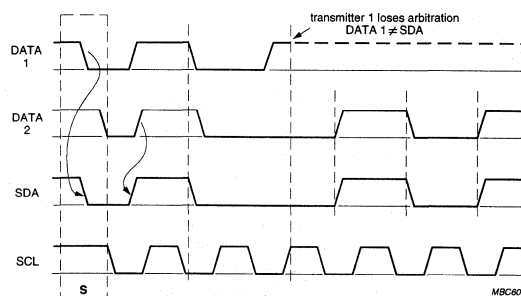 transmitter 1 loses arbitration
DATA 1 ≠ SDA
DATA
1
DATA
2
SDA
SCL
S
MBC60